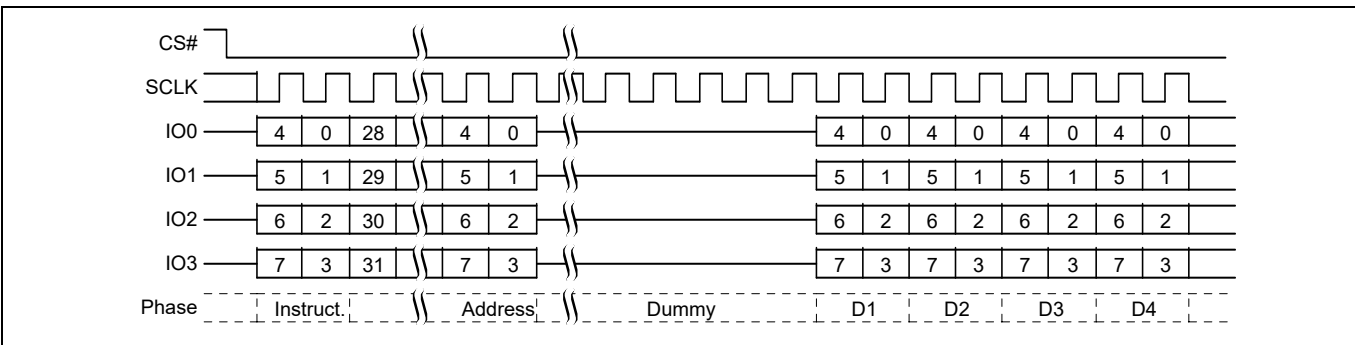 CS#
SCLK
IO0 4 0 28 4 0 4 0 4 0 4 0 4 0
IO1 5 1 29 5 1 5 1 5 1 5 1 5 1
IO2 6 2 30 6 2 6 2 6 2 6 2 6 2
IO3 7 3 31 7 3 7 3 7 3 7 3 7 3
Phase Instruct. Address Dummy D1 D2 D3 D4